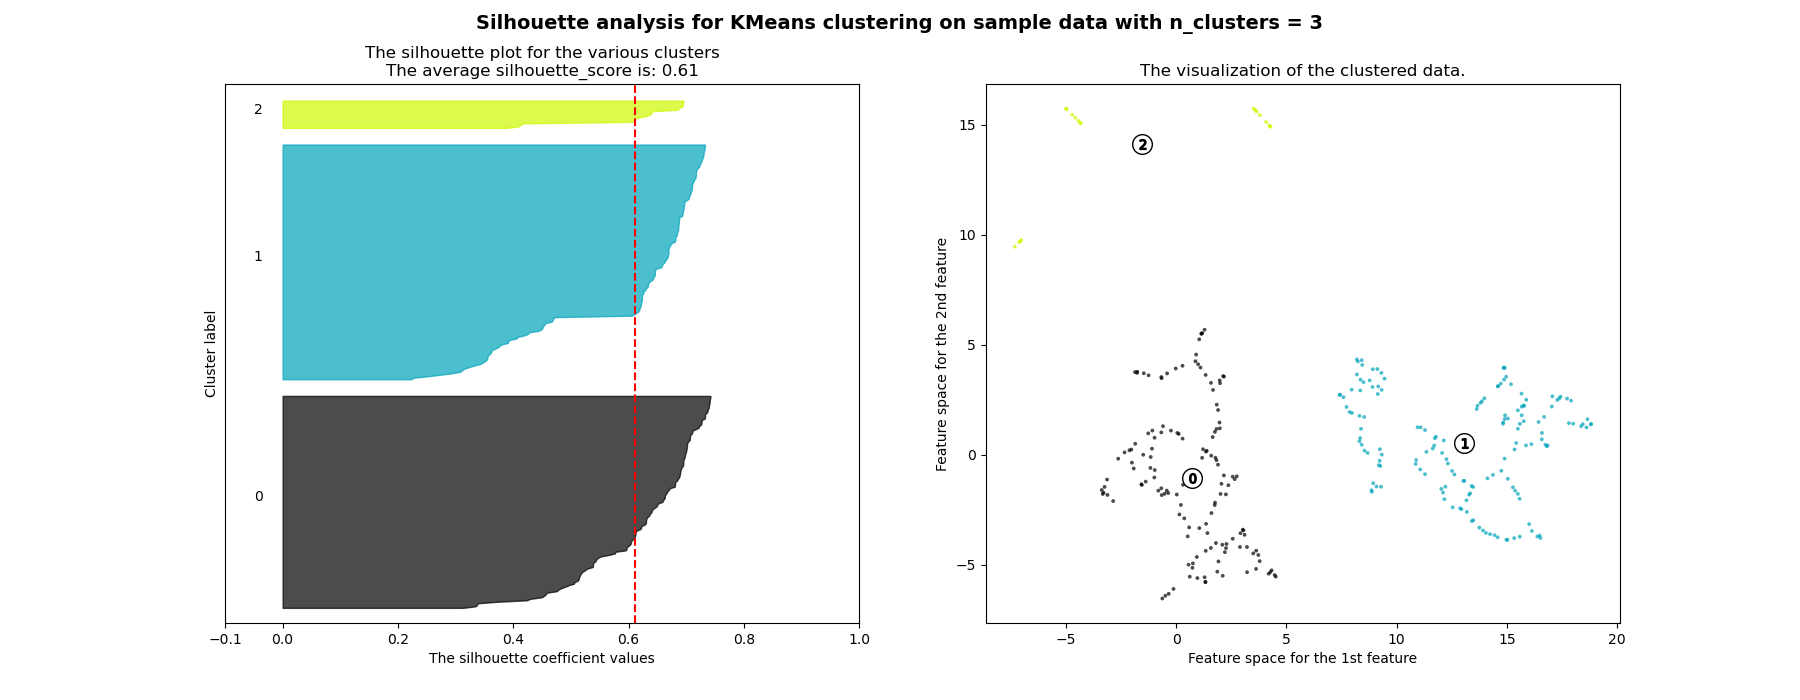 Silhouette analysis for KMeans clustering on sample data with n_clusters = 3
The silhouette plot for the various clusters
The average silhouette_score is: 0.61
2
1
0
Cluster label
−0.1 0.0 0.2 0.4 0.6 0.8 1.0
The silhouette coefficient values
The visualization of the clustered data.
15
10
5
0
−5
Feature space for the 2nd feature
2
1
0
−5 0 5 10 15 20
Feature space for the 1st feature